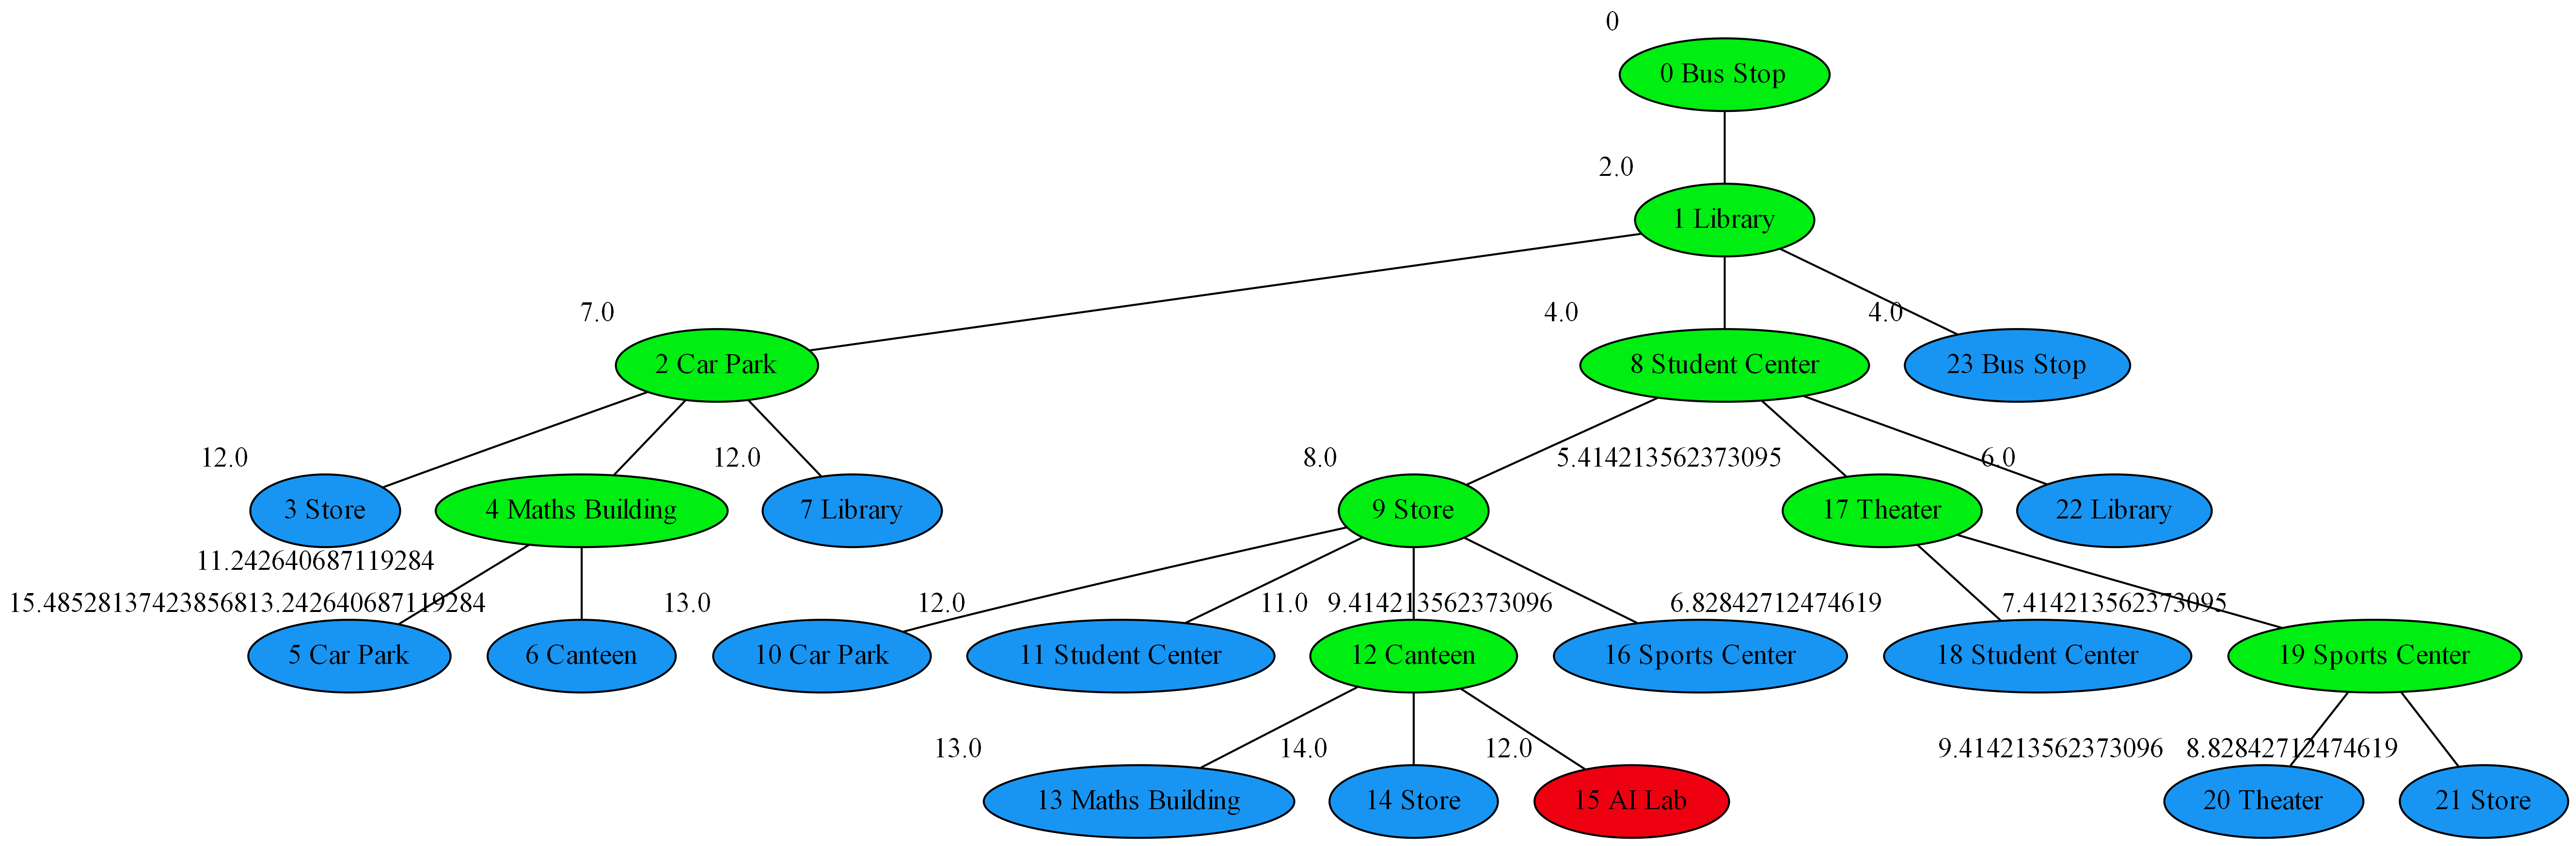 0
0 Bus Stop
2.0
1 Library
7.0
4.0
4.0
2 Car Park
8 Student Center
23 Bus Stop
12.0
12.0
8.0
5.414213562373095
6.0
3 Store
4 Maths Building
7 Library
9 Store
17 Theater
22 Library
11.242640687119284
15.485281374238568
13.242640687119284
13.0
12.0
11.0
9.414213562373096
6.82842712474619
7.414213562373095
5 Car Park
6 Canteen
10 Car Park
11 Student Center
12 Canteen
16 Sports Center
18 Student Center
19 Sports Center
13.0
14.0
12.0
9.414213562373096
8.82842712474619
13 Maths Building
14 Store
15 AI Lab
20 Theater
21 Store